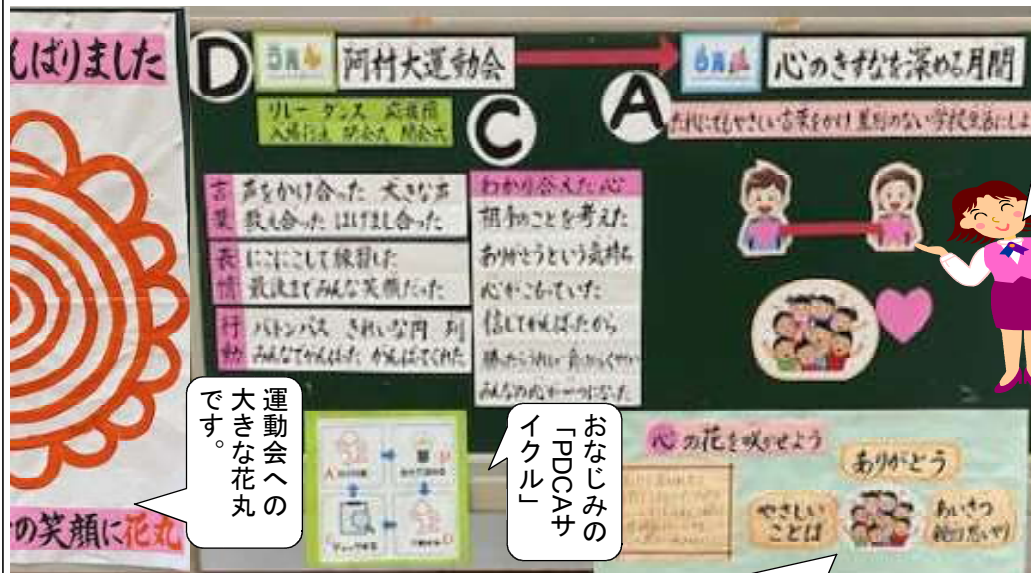 んばりました
の笑顔に花丸
運動会への
大きな花丸
です。
D
5月
阿村大運動会
リレー ダンス 応援団
入場行進 開会式 閉会式
言葉
声をかけ合った 大きな声
教え合った はげまし合った
表情
にこにこして練習した
最後までみんな笑顔だった
行動
バトンパス きれいな円 列
みんなでがんばった がんばてくれた
C
わかり合えた心
相手のことを考えた
ありがとうという気持ち
心がこもっていた
信じてがんばったから
勝ったらうれしい 負けたらくやしい
みんなの心が一つになった
A
6月
心のきずなを深める月間
だれにでもやさしい言葉をかけ 差別のない学校生活にしよ
おなじみの
「PDCAサ
イクル」
心の花を咲かせよう
ありがとう
やさしい
ことば
あいさつ